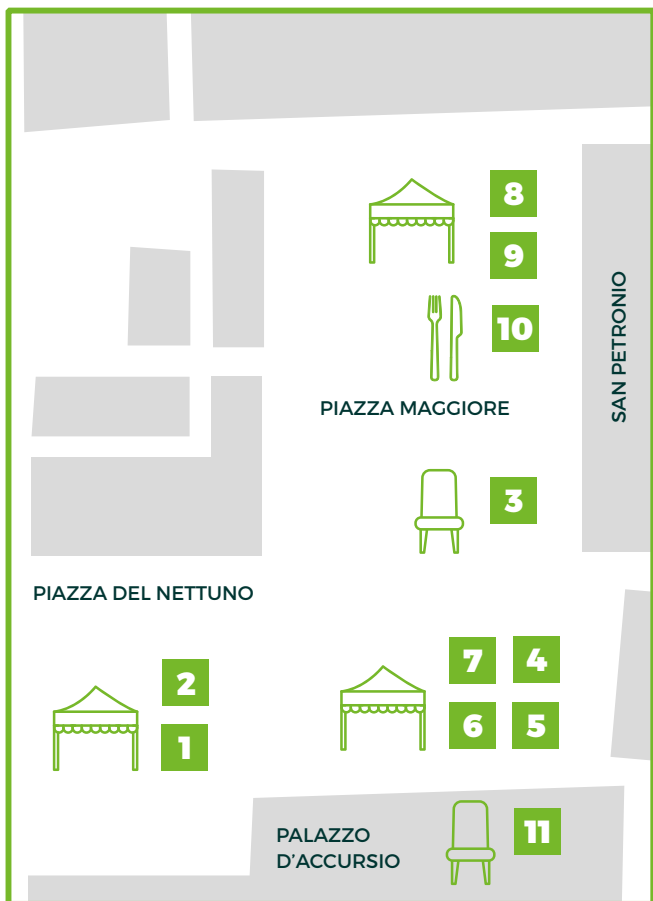 8
9
10
SAN PETRONIO
PIAZZA MAGGIORE
3
PIAZZA DEL NETTUNO
2
1
7 4
6 5
PALAZZO
D'ACCURSIO
11